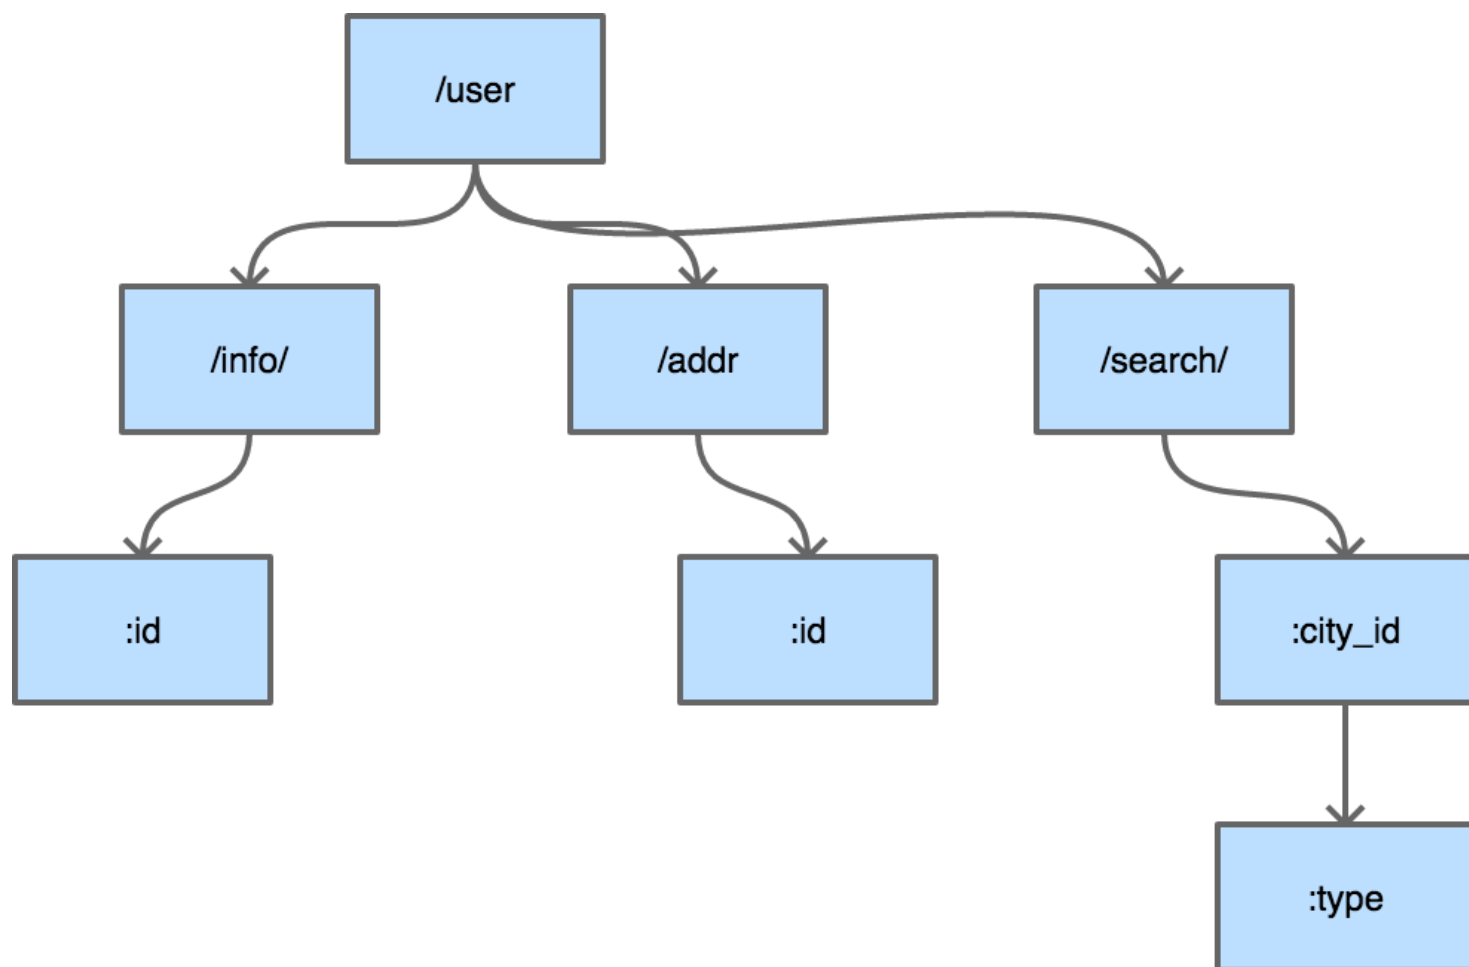 /user
/info/
/addr
/search/
:id
:id
:city_id
:type